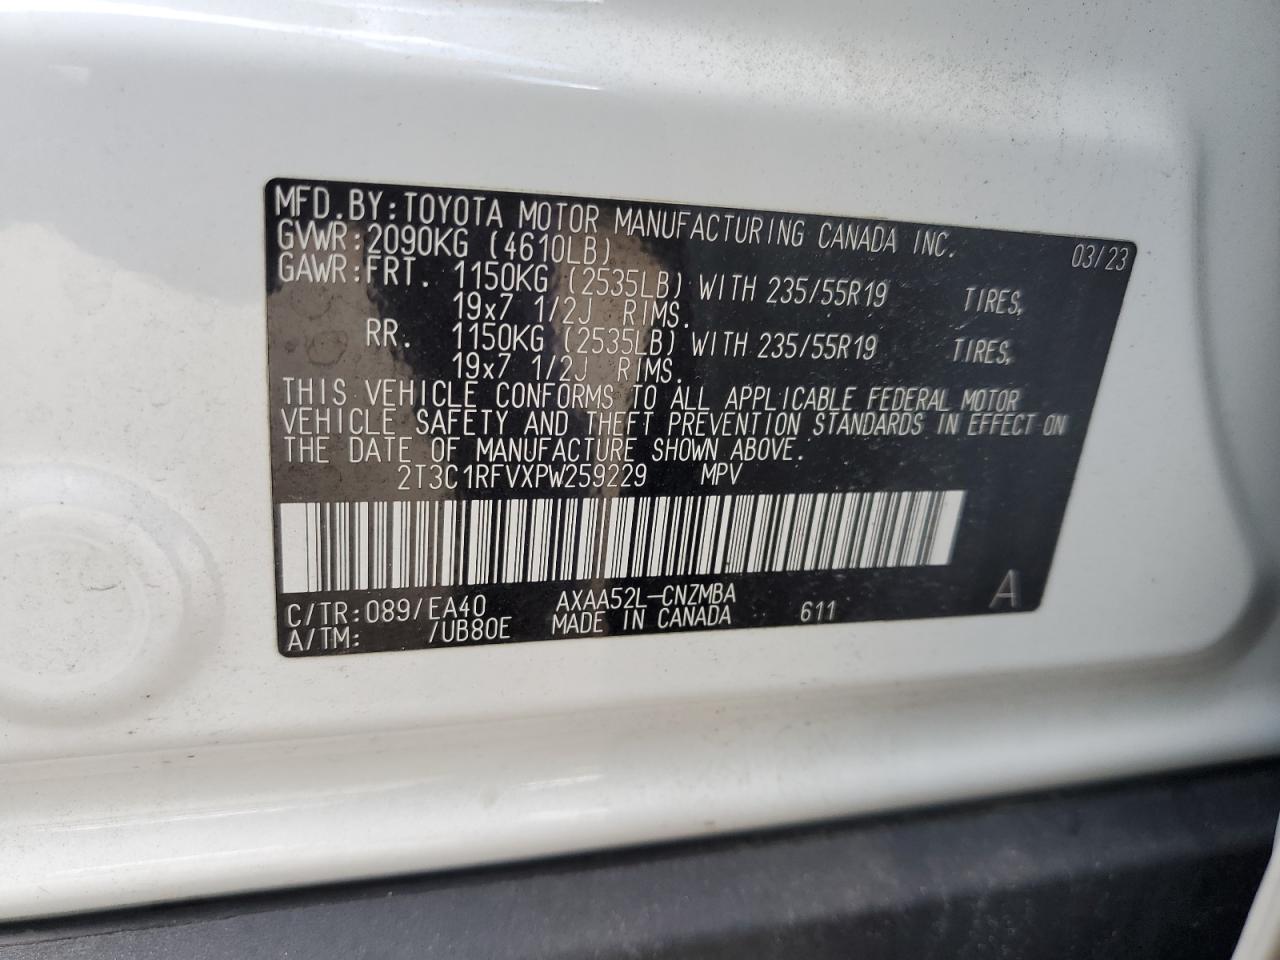 MFD.BY:TOYOTA MOTOR MANUFACTURING CANADA INC. 03/23
GVWR:2090KG (4610LB)
GAWR:FRT. 1150KG (2535LB) WITH 235/55R19 TIRES,
19x7 1/2J RIMS.
RR. 1150KG (2535LB) WITH 235/55R19 TIRES,
19x7 1/2J RIMS.
THIS VEHICLE CONFORMS TO ALL APPLICABLE FEDERAL MOTOR
VEHICLE SAFETY AND THEFT PREVENTION STANDARDS IN EFFECT ON
THE DATE OF MANUFACTURE SHOWN ABOVE.
2T3C1RFVXPW259229 MPV
C/TR:089/EA40 AXAA52L-CNZMBA
A/TM: /UB80E MADE IN CANADA 611 A